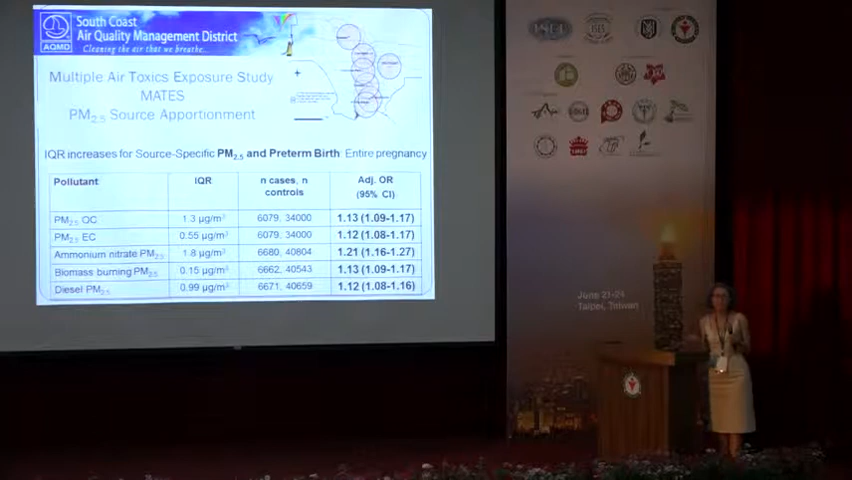 South Coast
Air Quality Management District
AQMD
Cleaning the air that we breathe..
Multiple Air Toxics Exposure Study
MATES
PM2.5 Source Apportionment
IQR increases for Source-Specific PM2.5 and Preterm Birth Entire pregnancy
Pollutant IQR n cases, n controls Adj. OR (95% CI)
PM2.5 OC 1.3 µg/m3 6079, 34000 1.13 (1.09-1.17)
PM2.5 EC 0.55 µg/m3 6079, 34000 1.12 (1.08-1.17)
Ammonium nitrate PM2.5 1.8 µg/m3 6680, 40804 1.21 (1.16-1.27)
Biomass burning PM2.5 0.15 µg/m3 6662, 40543 1.13 (1.09-1.17)
Diesel PM2.5 0.99 µg/m3 6671, 40659 1.12 (1.08-1.16)
June 21-24
Taipei, Taiwan